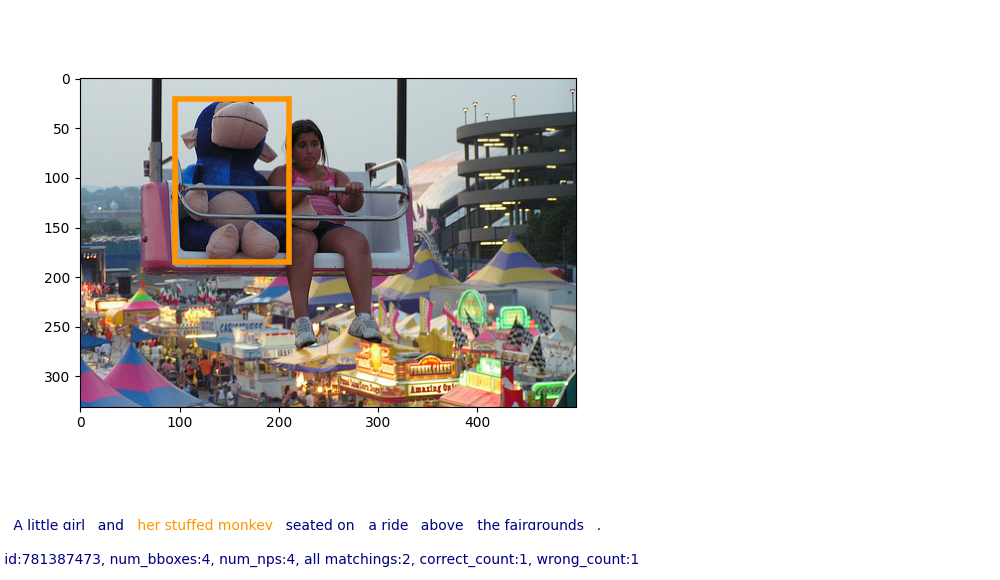 0
50
100
150
200
250
300
0 100 200 300 400
FUNNEL CAKES
Amazing
A little girl and her stuffed monkey seated on a ride above the fairgrounds .
id:781387473, num_bboxes:4, num_nps:4, all matchings:2, correct_count:1, wrong_count:1